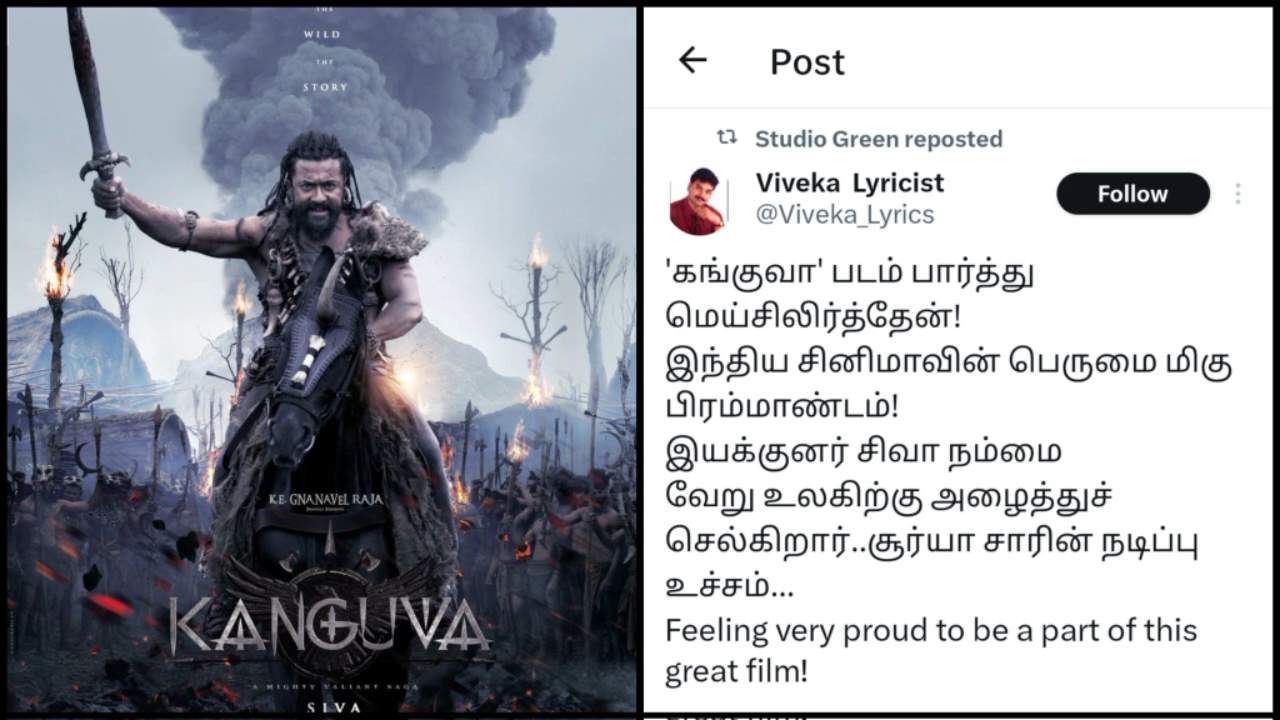 THE
WILD
THE
STORY
K.E. GNANAVEL RAJA
KANGUVA
A MIGHTY VALIANT SAGA
SIVA
Post
Studio Green reposted
Viveka Lyricist
Follow
@Viveka_Lyrics
'கங்குவா' படம் பார்த்து
மெய்சிலிர்த்தேன்!
இந்திய சினிமாவின் பெருமை மிகு
பிரம்மாண்டம்!
இயக்குனர் சிவா நம்மை
வேறு உலகிற்கு அழைத்துச்
செல்கிறார்..சூர்யா சாரின் நடிப்பு
உச்சம்...
Feeling very proud to be a part of this
great film!